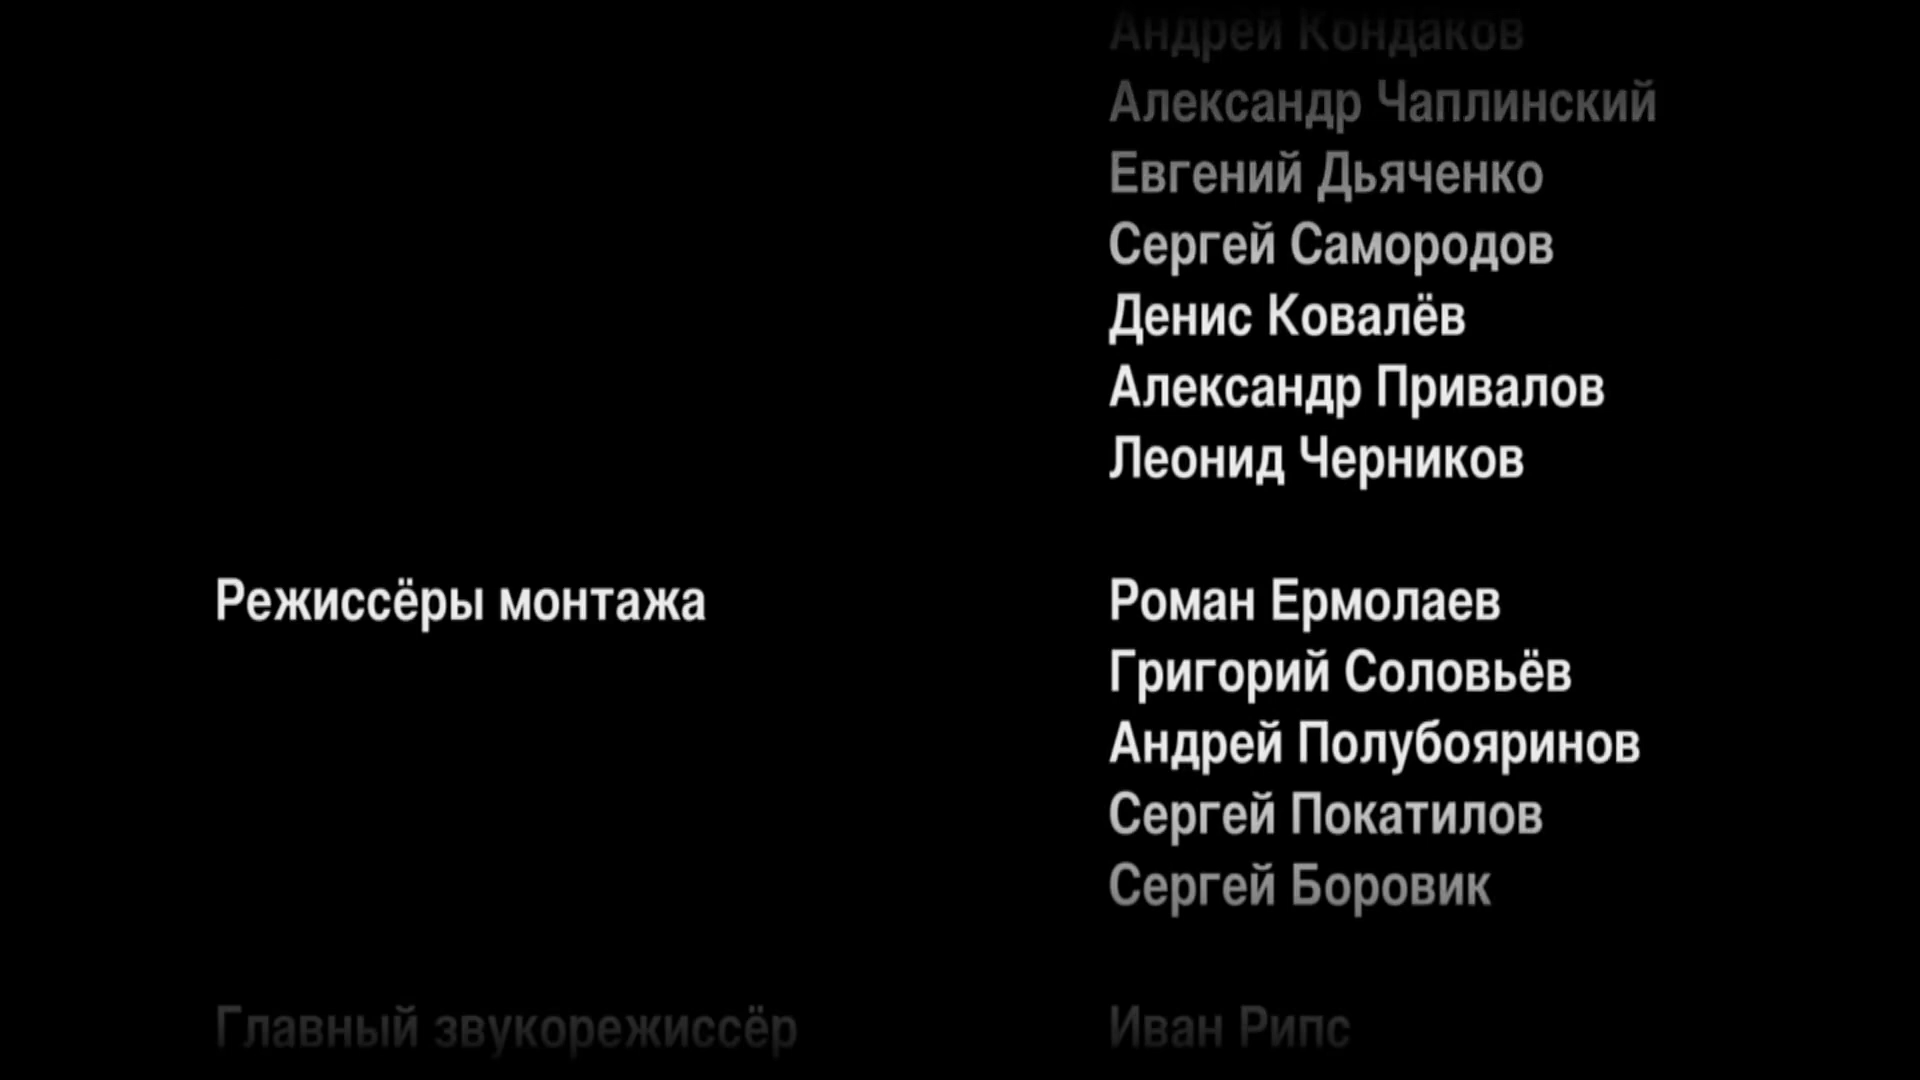 Андрей Кондаков
Александр Чаплинский
Евгений Дьяченко
Сергей Самородов
Денис Ковалёв
Александр Привалов
Леонид Черников
Режиссёры монтажа Роман Ермолаев
Григорий Соловьёв
Андрей Полубояринов
Сергей Покатилов
Сергей Боровик
Главный звукорежиссёр Иван Рипс